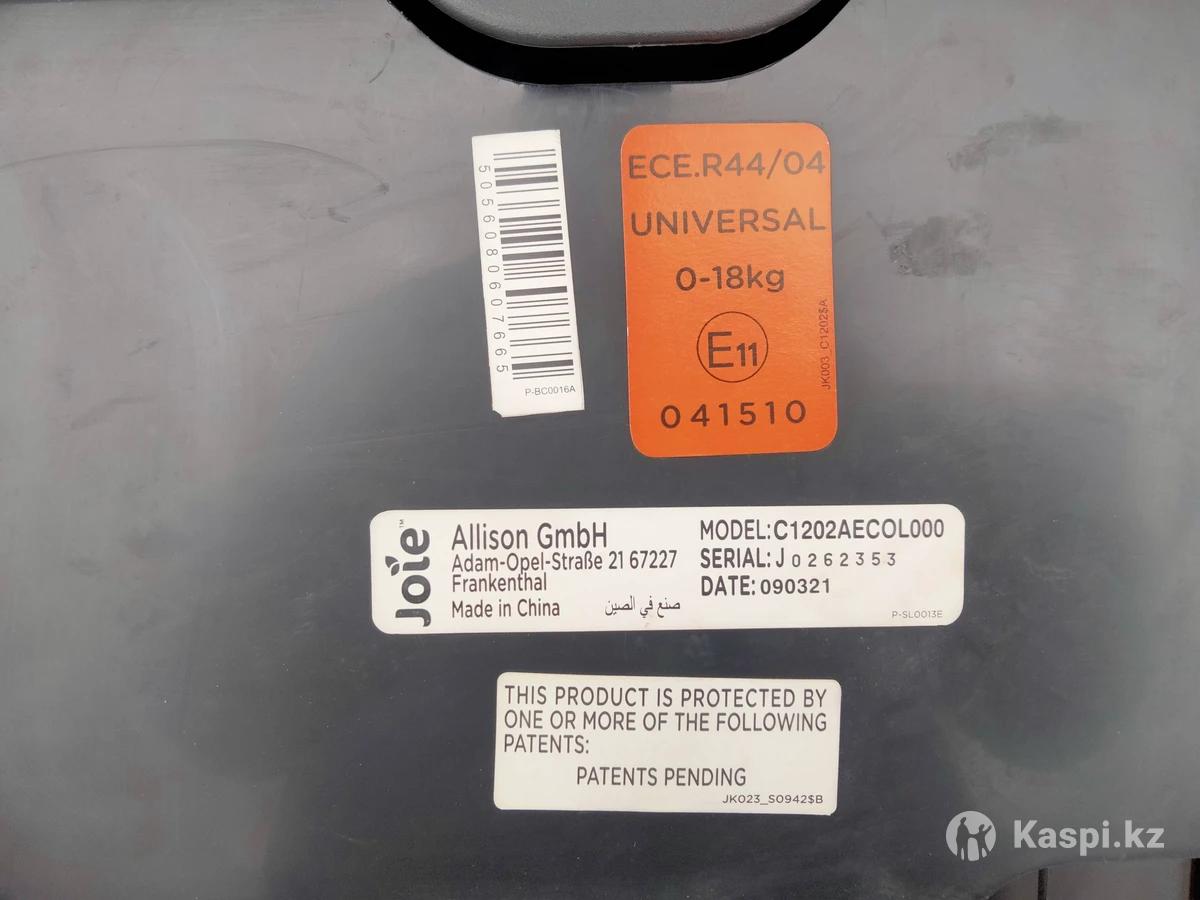 5056080607665
P-BC0016A
ECE.R44/04
UNIVERSAL
0-18kg
E11
041510
JK003_C1202$A
Joie™
Allison GmbH
Adam-Opel-Straße 21 67227
Frankenthal
Made in China صنع في الصين
MODEL: C1202AECOL000
SERIAL: J 0262353
DATE: 090321
P-SL0013E
THIS PRODUCT IS PROTECTED BY
ONE OR MORE OF THE FOLLOWING
PATENTS:
PATENTS PENDING
JK023_S0942$B
Kaspi.kz